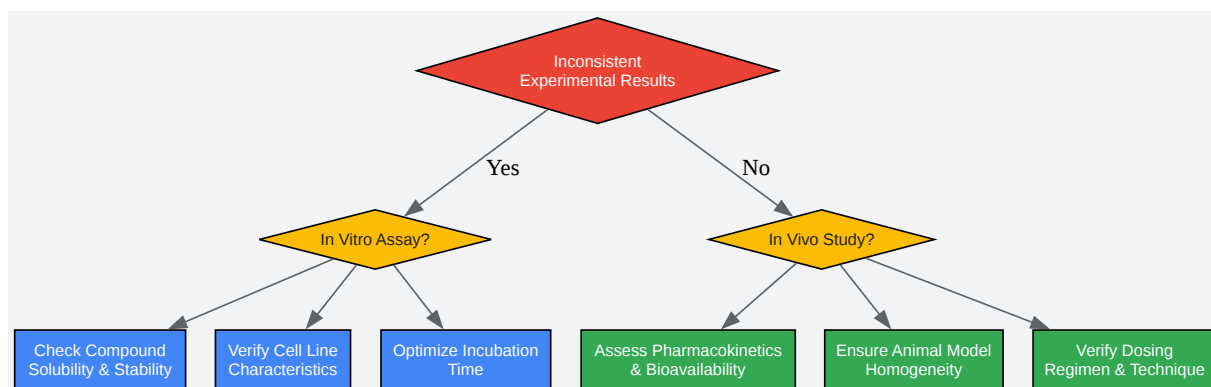 Inconsistent
Experimental Results
Yes
No
In Vitro Assay?
In Vivo Study?
Check Compound
Solubility & Stability
Verify Cell Line
Characteristics
Optimize Incubation
Time
Assess Pharmacokinetics
& Bioavailability
Ensure Animal Model
Homogeneity
Verify Dosing
Regimen & Technique